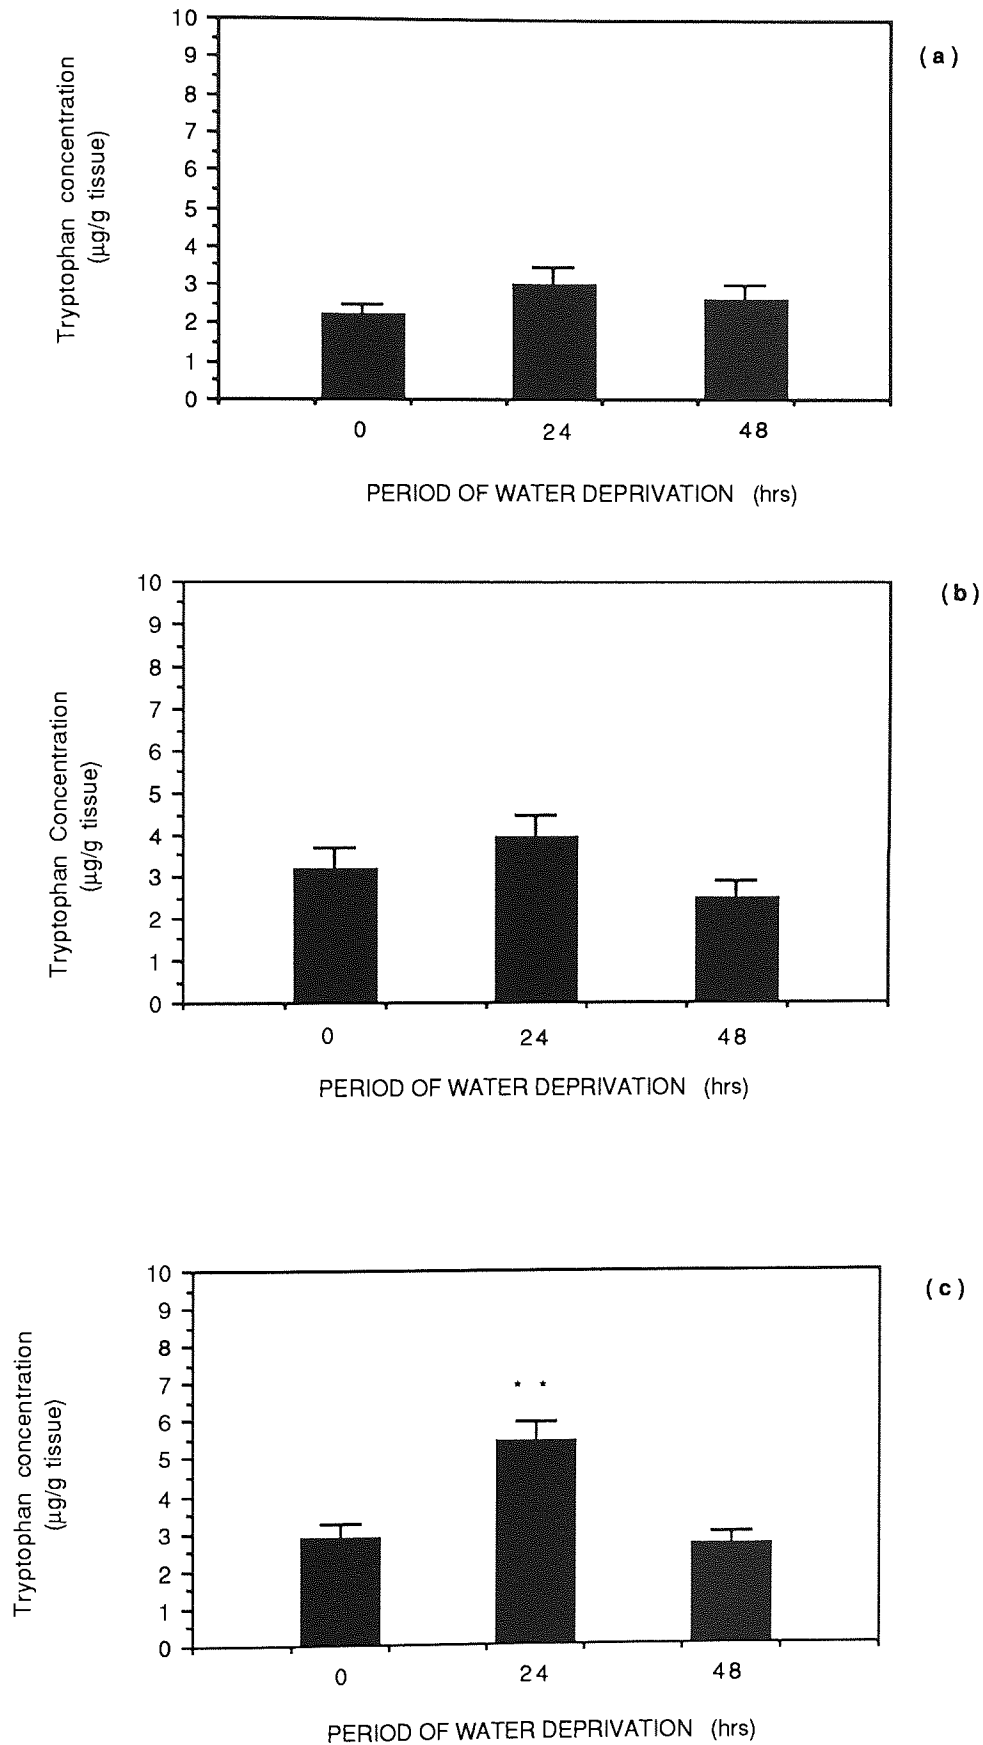 (a)
Tryptophan concentration
(µg/g tissue)
10
9
8
7
6
5
4
3
2
1
0
0 24 48
PERIOD OF WATER DEPRIVATION (hrs)
(b)
Tryptophan Concentration
(µg/g tissue)
10
9
8
7
6
5
4
3
2
1
0
0 24 48
PERIOD OF WATER DEPRIVATION (hrs)
(c)
Tryptophan concentration
(µg/g tissue)
10
9
8
7
6
5
4
3
2
1
0
* *
0 24 48
PERIOD OF WATER DEPRIVATION (hrs)